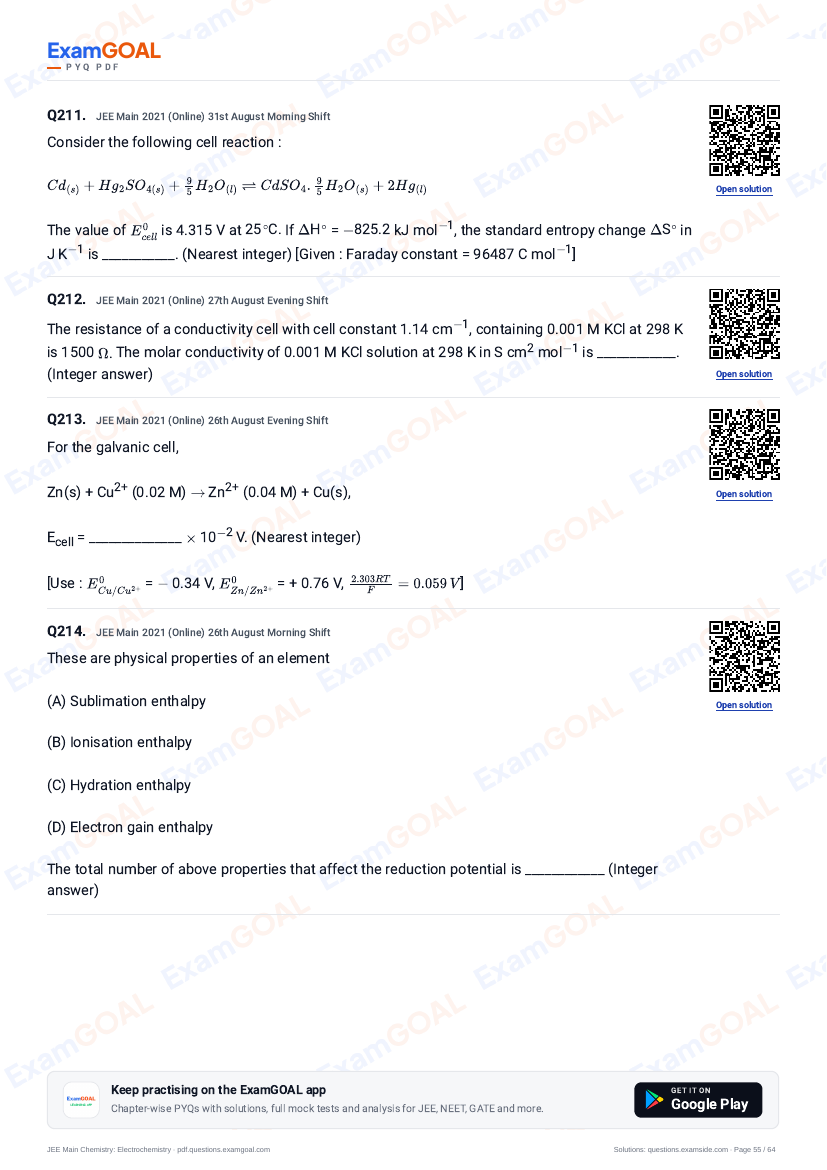 ExamGOAL
PYQ PDF
Q211. JEE Main 2021 (Online) 31st August Morning Shift
Consider the following cell reaction :
Cd(s) + Hg₂SO₄(s) + 9/5 H₂O(l) ⇌ CdSO₄. 9/5 H₂O(s) + 2Hg(l)
The value of E⁰cell is 4.315 V at 25°C. If ΔH° = −825.2 kJ mol⁻¹, the standard entropy change ΔS° in
J K⁻¹ is __________. (Nearest integer) [Given : Faraday constant = 96487 C mol⁻¹]
Open solution
Q212. JEE Main 2021 (Online) 27th August Evening Shift
The resistance of a conductivity cell with cell constant 1.14 cm⁻¹, containing 0.001 M KCl at 298 K
is 1500 Ω. The molar conductivity of 0.001 M KCl solution at 298 K in S cm² mol⁻¹ is ___________.
(Integer answer)
Open solution
Q213. JEE Main 2021 (Online) 26th August Evening Shift
For the galvanic cell,
Zn(s) + Cu²⁺ (0.02 M) → Zn²⁺ (0.04 M) + Cu(s),
Ecell = _____________ × 10⁻² V. (Nearest integer)
[Use : E⁰Cu/Cu²⁺ = − 0.34 V, E⁰Zn/Zn²⁺ = + 0.76 V, 2.303RT/F = 0.059 V]
Open solution
Q214. JEE Main 2021 (Online) 26th August Morning Shift
These are physical properties of an element
(A) Sublimation enthalpy
(B) Ionisation enthalpy
(C) Hydration enthalpy
(D) Electron gain enthalpy
The total number of above properties that affect the reduction potential is ___________ (Integer
answer)
Open solution
Keep practising on the ExamGOAL app
Chapter-wise PYQs with solutions, full mock tests and analysis for JEE, NEET, GATE and more.
GET IT ON
Google Play
JEE Main Chemistry: Electrochemistry · pdf.questions.examgoal.com
Solutions: questions.examside.com · Page 55 / 64